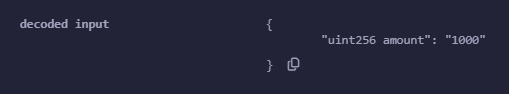 decoded input {
"uint256 amount": "1000"
}